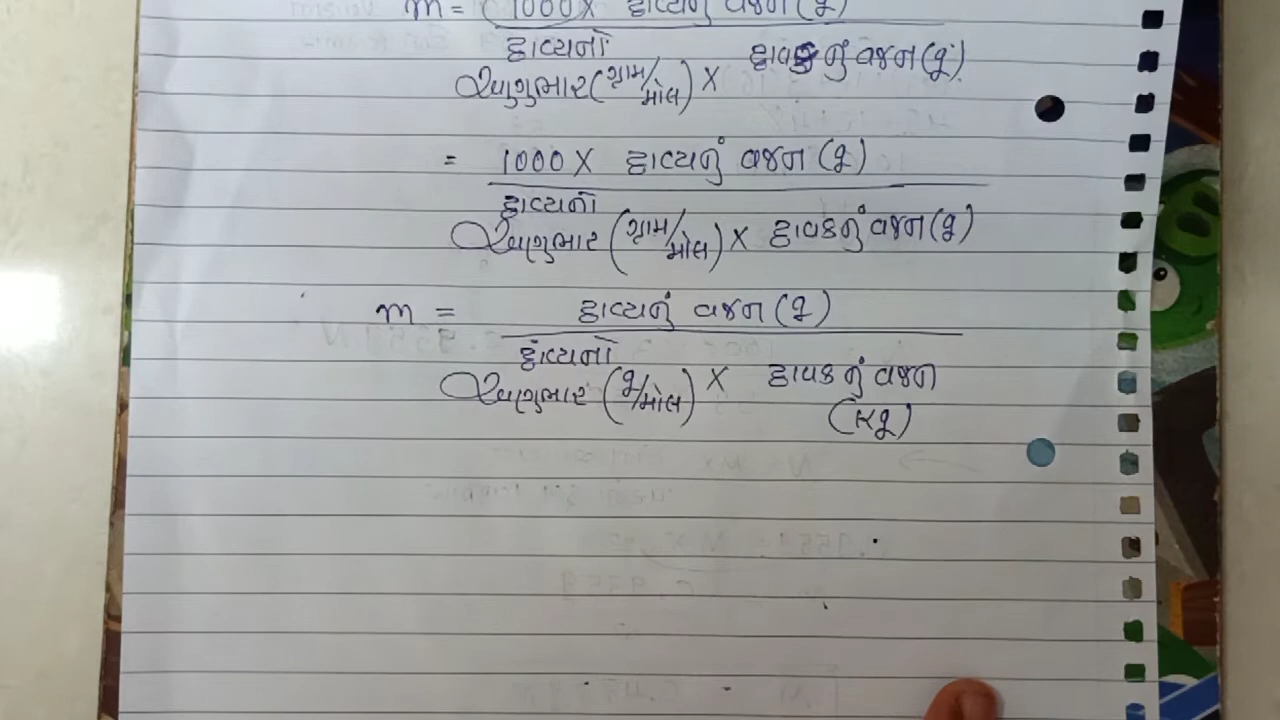 m = 1000 X દ્રાવ્યનું વજન (g)
દ્રાવ્યનો
અણુભાર (ગ્રામ/મોલ) X દ્રાવકનું વજન (g)
= 1000 X દ્રાવ્યનું વજન (g)
દ્રાવ્યનો
અણુભાર (ગ્રામ/મોલ) X દ્રાવકનું વજન (g)
m = દ્રાવ્યનું વજન (g)
દ્રાવ્યનો
અણુભાર (g/મોલ) X દ્રાવકનું વજન
(Kg)